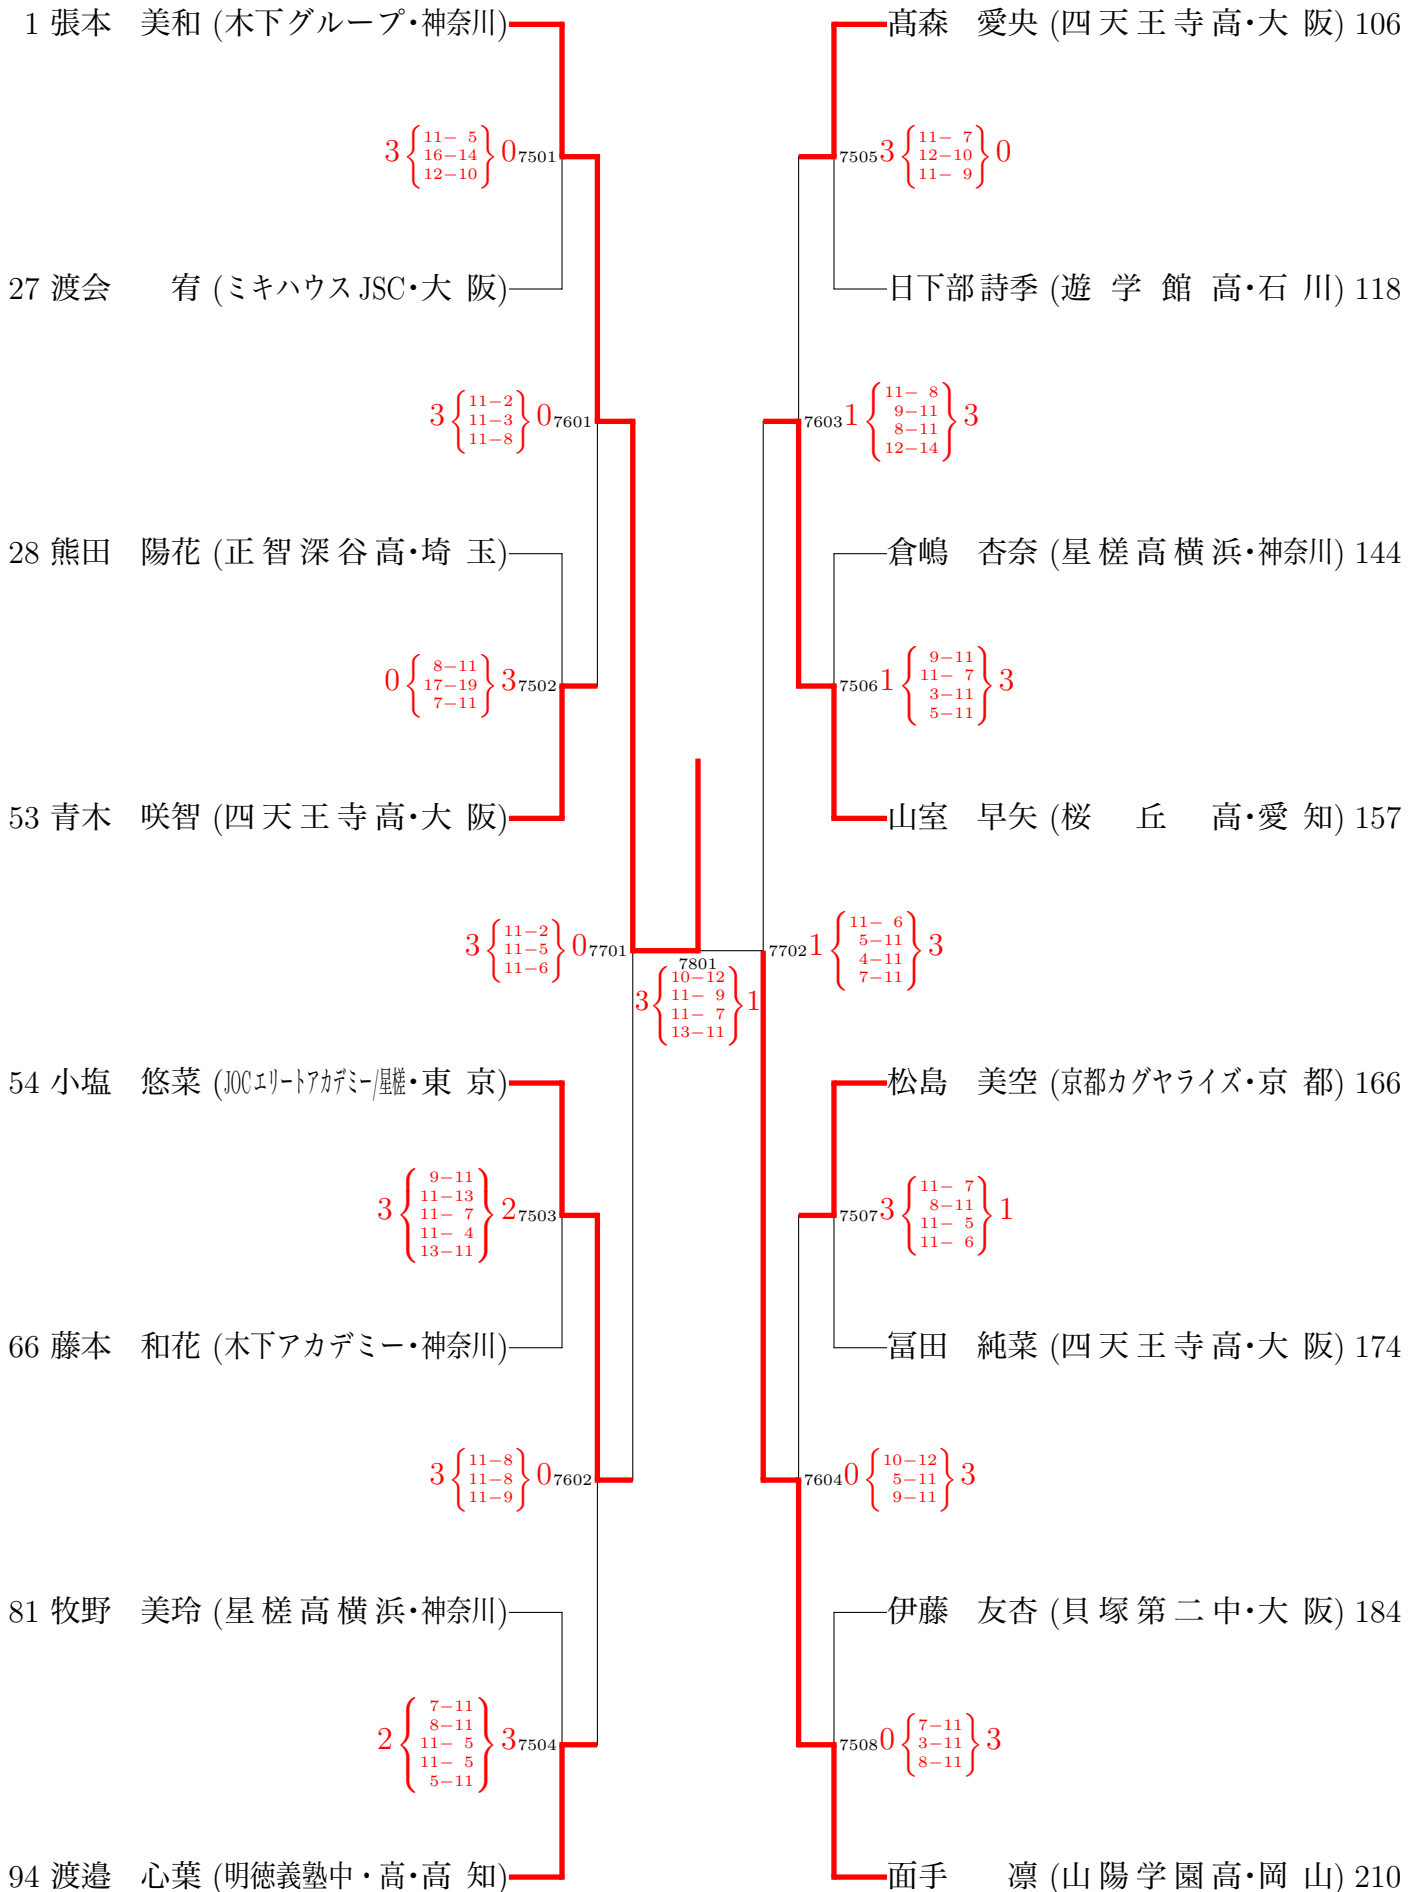 1 張本 美和 (木下グループ・神奈川)
髙森 愛央 (四天王寺高・大 阪) 106
3 { 11- 5 16-14 12-10 } 0 7501
7505 3 { 11- 7 12-10 11- 9 } 0
27 渡会 宥 (ミキハウスJSC・大 阪)
日下部 詩季 (遊 学 館 高・石 川) 118
3 { 11-2 11-3 11-8 } 0 7601
7603 1 { 11- 8 9-11 8-11 12-14 } 3
28 熊田 陽花 (正智深谷高・埼 玉)
倉嶋 杏奈 (星槎高横浜・神奈川) 144
0 { 8-11 17-19 7-11 } 3 7502
7506 1 { 9-11 11- 7 3-11 5-11 } 3
53 青木 咲智 (四天王寺高・大 阪)
山室 早矢 (桜 丘 高・愛 知) 157
3 { 11-2 11-5 11-6 } 0 7701
7702 1 { 11- 6 5-11 4-11 7-11 } 3
7801
3 { 10-12 11- 9 11- 7 13-11 } 1
54 小塩 悠菜 (JOCエリートアカデミー/星槎・東 京)
松島 美空 (京都カグヤライズ・京 都) 166
3 { 9-11 11-13 11- 7 11- 4 13-11 } 2 7503
7507 3 { 11- 7 8-11 11- 5 11- 6 } 1
66 藤本 和花 (木下アカデミー・神奈川)
冨田 純菜 (四天王寺高・大 阪) 174
3 { 11-8 11-8 11-9 } 0 7602
7604 0 { 10-12 5-11 9-11 } 3
81 牧野 美玲 (星槎高横浜・神奈川)
伊藤 友杏 (貝塚第二中・大 阪) 184
2 { 7-11 8-11 11- 5 11- 5 5-11 } 3 7504
7508 0 { 7-11 3-11 8-11 } 3
94 渡邉 心葉 (明徳義塾中・高・高 知)
面手 凛 (山陽学園高・岡 山) 210